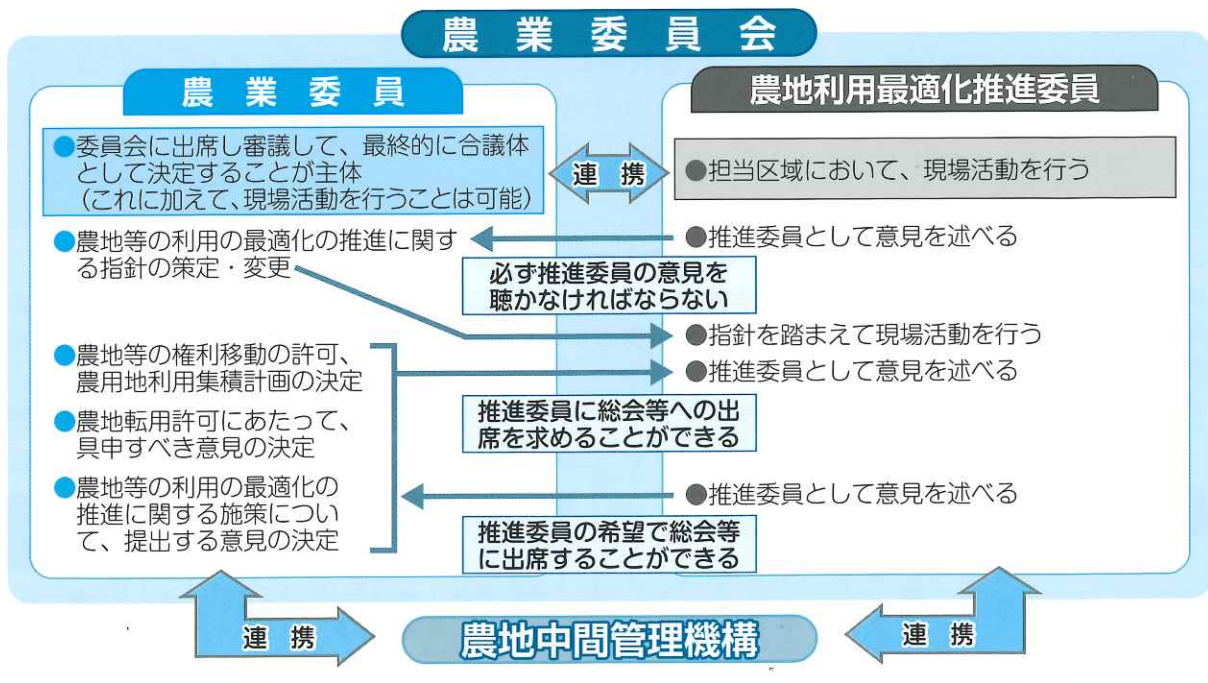 農業委員会
農業委員
農地利用最適化推進委員
●委員会に出席し審議して、最終的に合議体
として決定することが主体
（これに加えて、現場活動を行うことは可能）
連携
●担当区域において、現場活動を行う
●農地等の利用の最適化の推進に関す
る指針の策定・変更
●推進委員として意見を述べる
必ず推進委員の意見を
聴かなければならない
●指針を踏まえて現場活動を行う
●農地等の権利移動の許可、
農用地利用集積計画の決定
●推進委員として意見を述べる
推進委員に総会等への出
席を求めることができる
●農地転用許可にあたって、
具申すべき意見の決定
●農地等の利用の最適化の
推進に関する施策につい
て、提出する意見の決定
●推進委員として意見を述べる
推進委員の希望で総会等
に出席することができる
連携
農地中間管理機構
連携